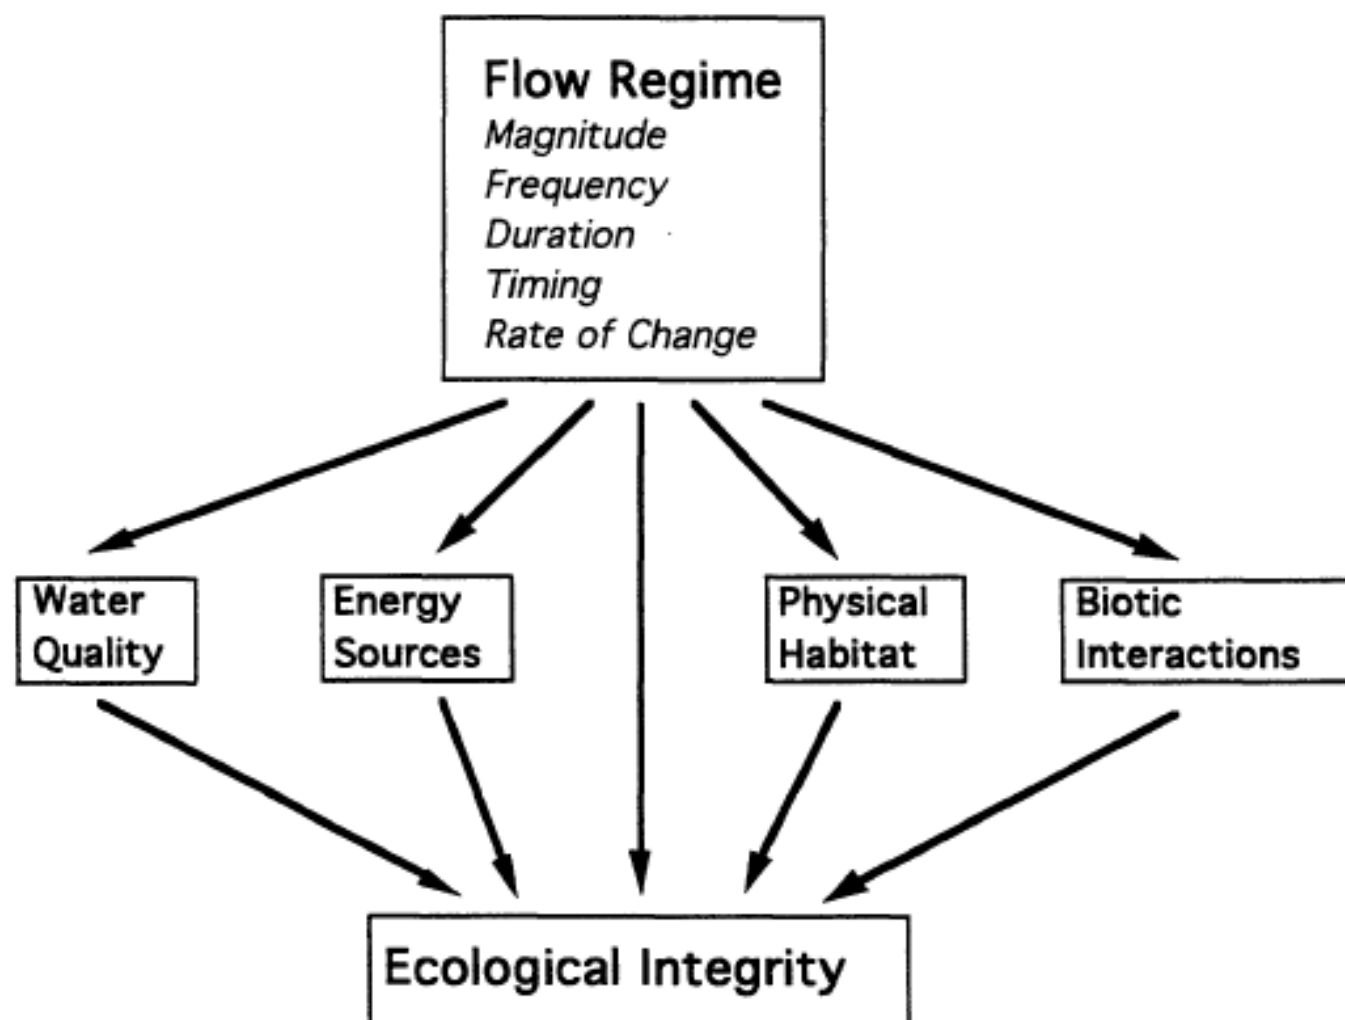 Flow Regime
Magnitude
Frequency
Duration
Timing
Rate of Change
Water
Quality
Energy
Sources
Physical
Habitat
Biotic
Interactions
Ecological Integrity